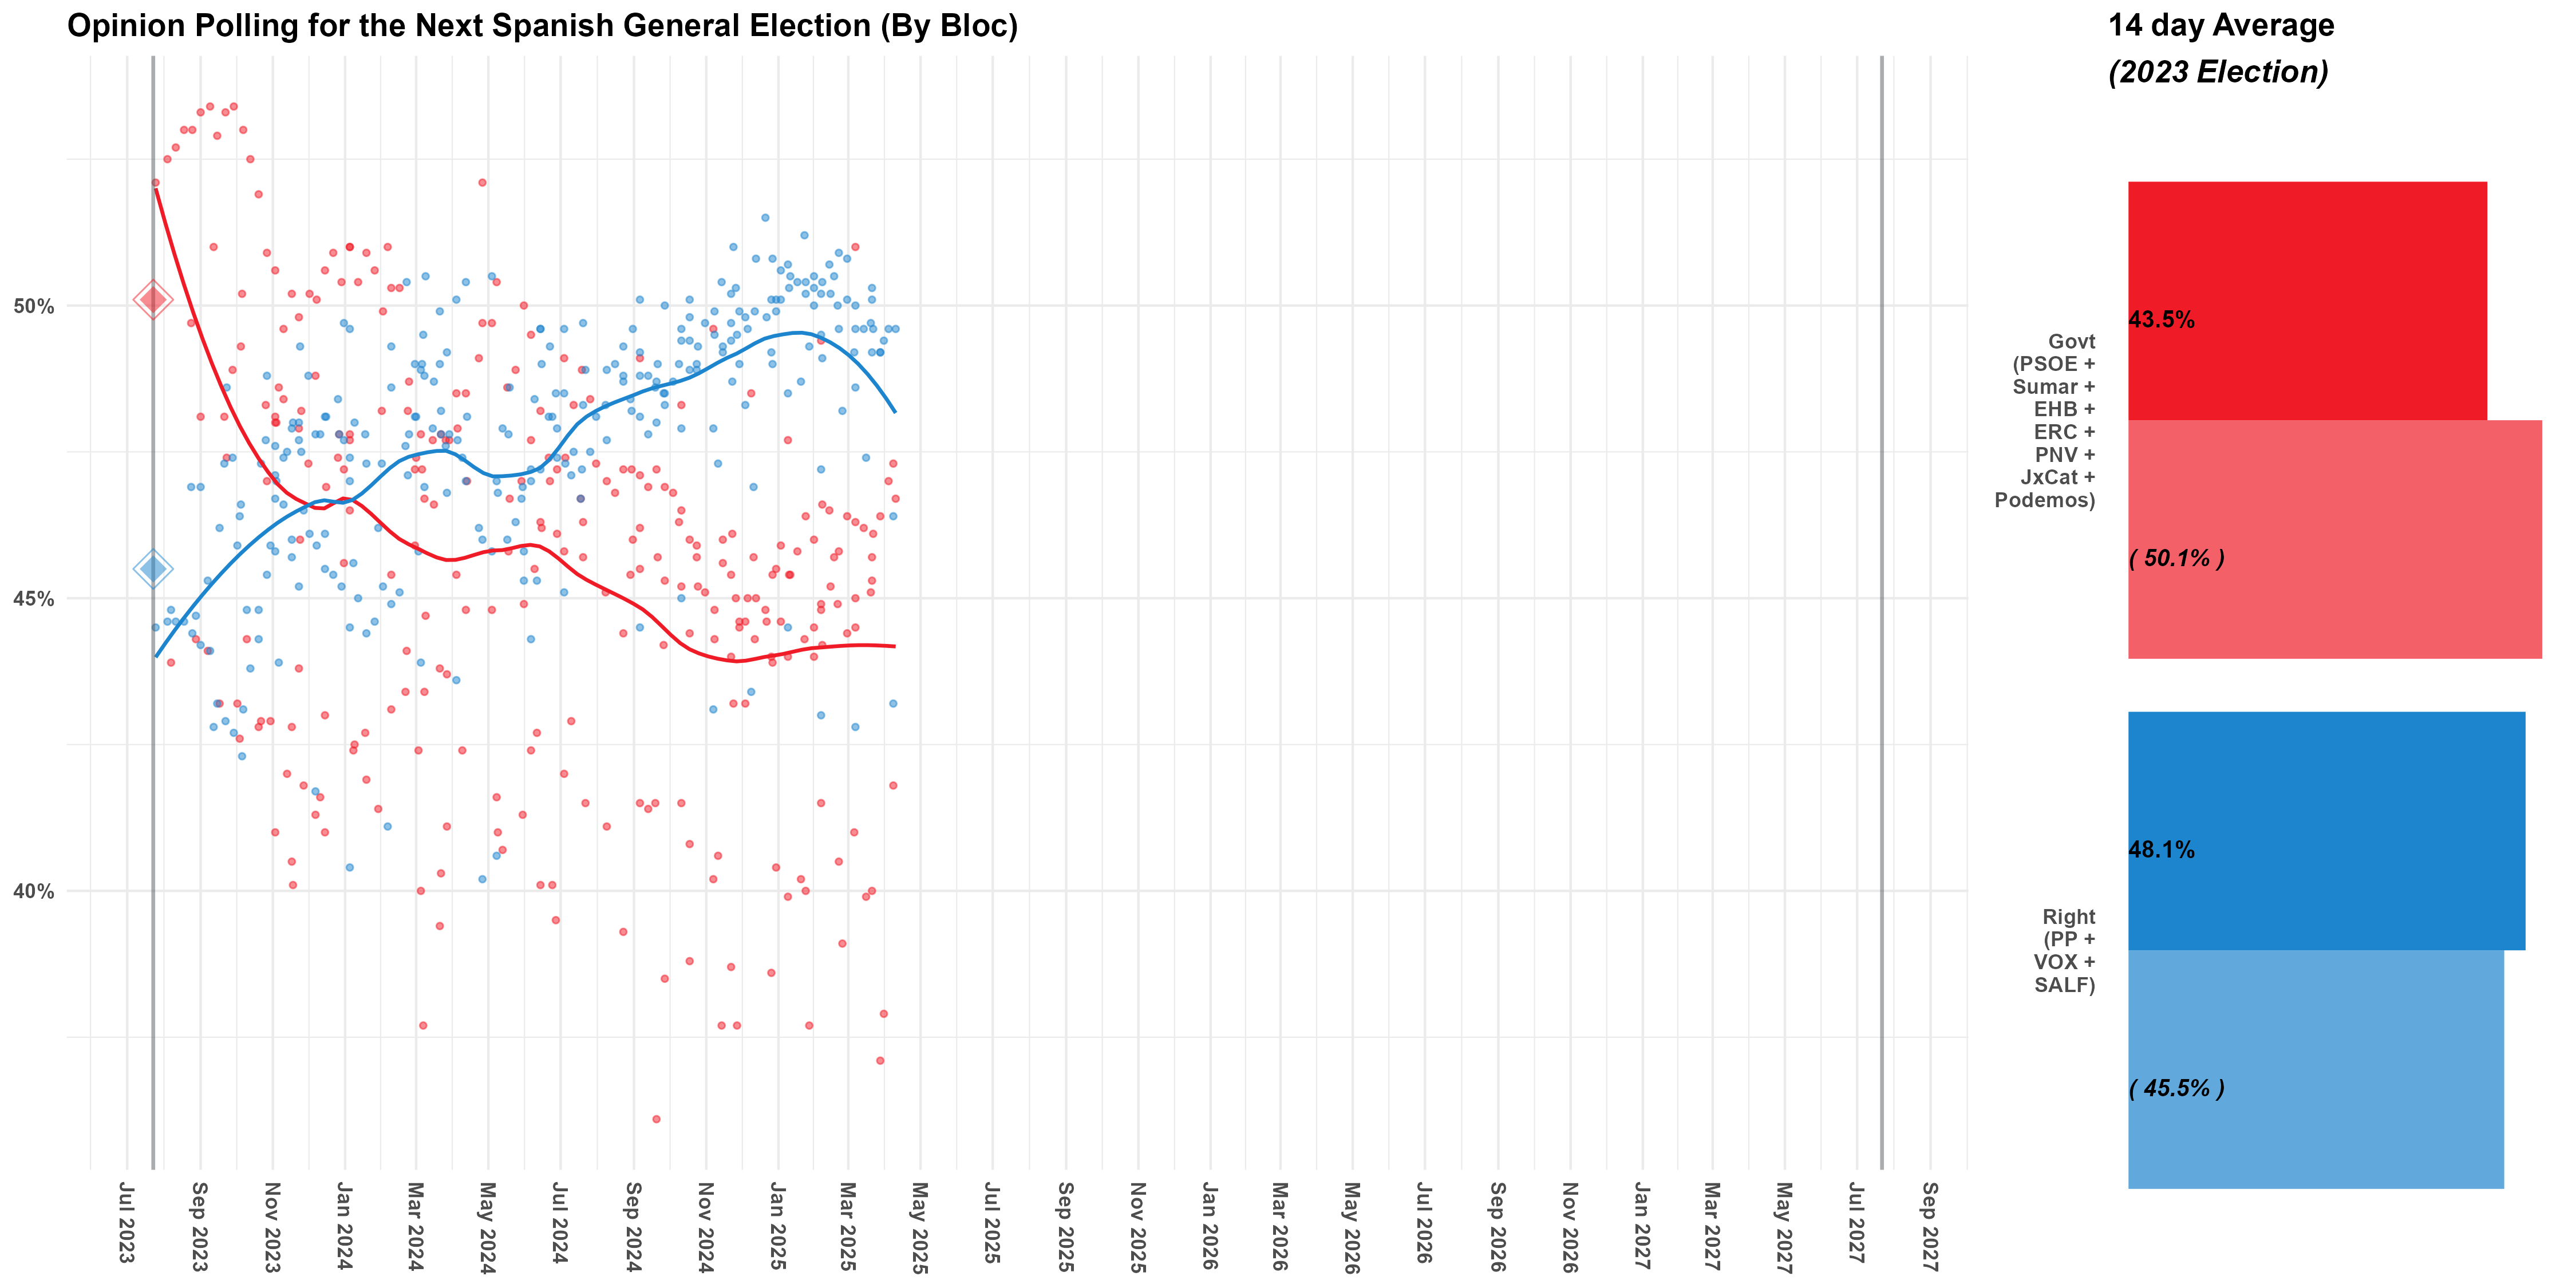 Opinion Polling for the Next Spanish General Election (By Bloc)
14 day Average
(2023 Election)
50%
45%
40%
Jul 2023
Sep 2023
Nov 2023
Jan 2024
Mar 2024
May 2024
Jul 2024
Sep 2024
Nov 2024
Jan 2025
Mar 2025
May 2025
Jul 2025
Sep 2025
Nov 2025
Jan 2026
Mar 2026
May 2026
Jul 2026
Sep 2026
Nov 2026
Jan 2027
Mar 2027
May 2027
Jul 2027
Sep 2027
Govt
(PSOE +
Sumar +
EHB +
ERC +
PNV +
JxCat +
Podemos)
43.5%
( 50.1% )
Right
(PP +
VOX +
SALF)
48.1%
( 45.5% )